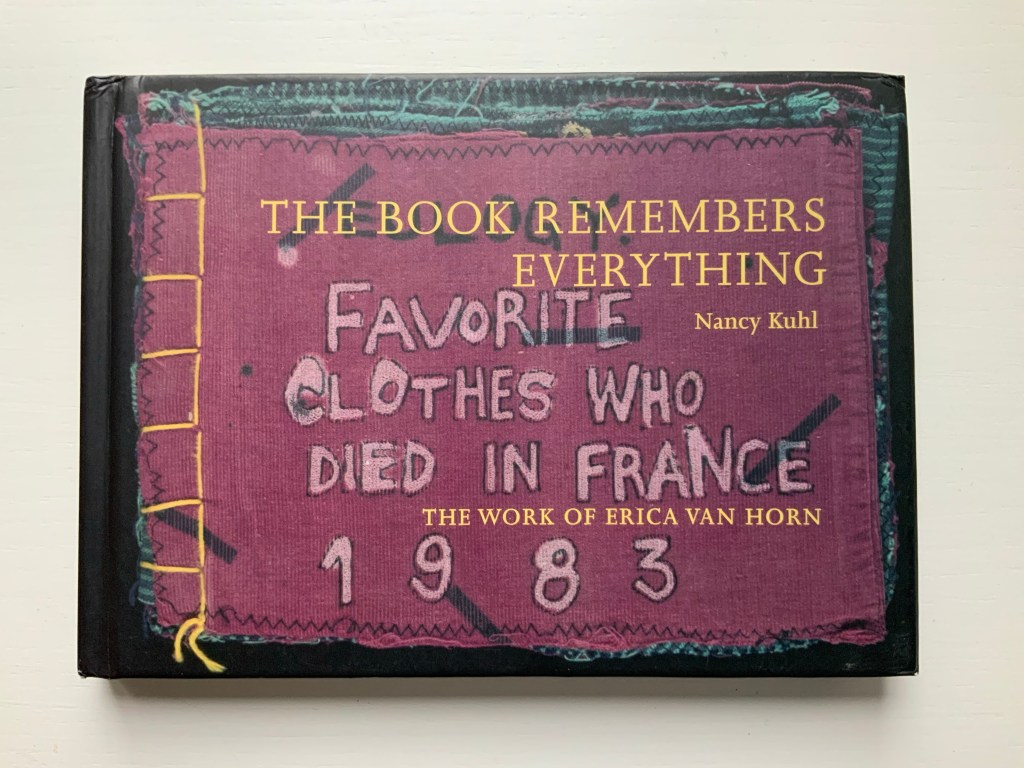 THE BOOK REMEMBERS
EULOGY:
EVERYTHING
FAVORITE
Nancy Kuhl
CLOTHES WHO
DIED IN FRANCE
THE WORK OF ERICA VAN HORN
1983